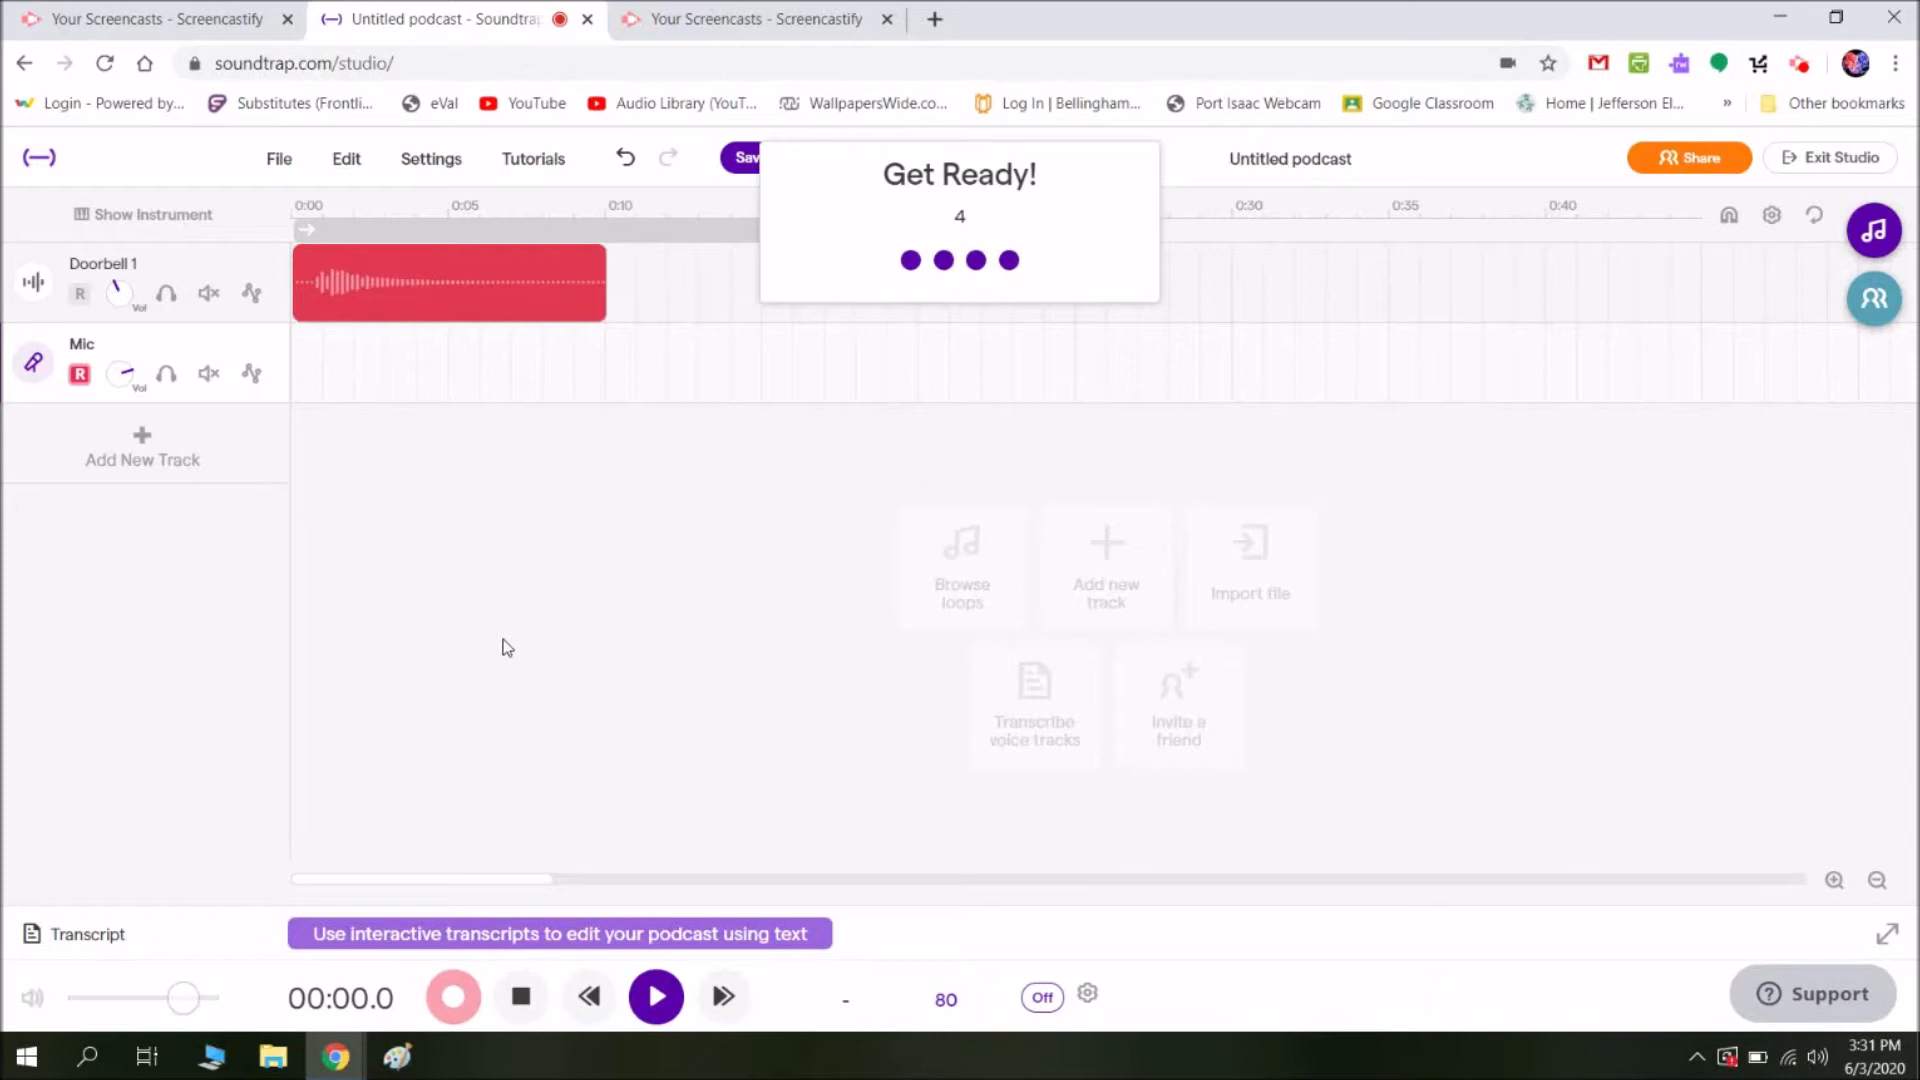 Your Screencasts - Screencastify
Untitled podcast - Soundtra
Your Screencasts - Screencastify
soundtrap.com/studio/
Login - Powered by...
Substitutes (Frontli...
eVal
YouTube
Audio Library (YouT...
WallpapersWide.co...
Log In | Bellingham...
Port Isaac Webcam
Google Classroom
Home | Jefferson El...
»
Other bookmarks
File
Edit
Settings
Tutorials
Sav
Get Ready!
4
Untitled podcast
Share
Exit Studio
Show Instrument
0:00
0:05
0:10
0:30
0:35
0:40
Doorbell 1
R
Vol
Mic
R
Vol
Add New Track
Browse
loops
Add new
track
Import file
Transcribe
voice tracks
Invite a
friend
Transcript
Use interactive transcripts to edit your podcast using text
00:00.0
-
80
Off
Support
3:31 PM
6/3/2020